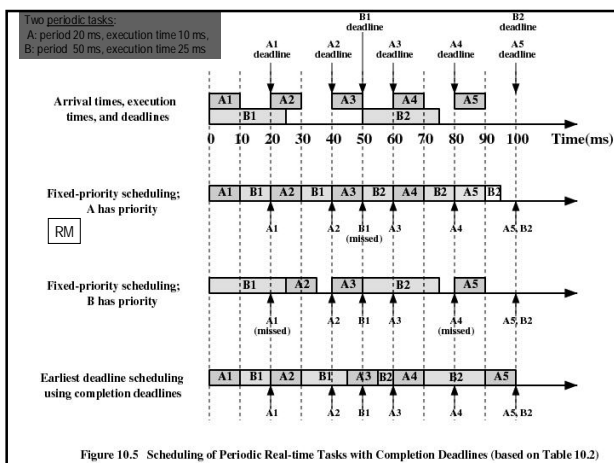 Two periodic tasks:
A: period 20 ms, execution time 10 ms,
B: period 50 ms, execution time 25 ms
B1
deadline
B2
deadline
A1
deadline
A2
deadline
A3
deadline
A4
deadline
A5
deadline
Arrival times, execution
times, and deadlines
A1 A2 A3 A4 A5
B1 B2
0 10 20 30 40 50 60 70 80 90 100 Time(ms)
Fixed-priority scheduling;
A has priority
RM
A1 B1 A2 B1 A3 B2 A4 B2 A5 B2
A1 A2 B1 A3 A4 A5, B2
(missed)
Fixed-priority scheduling;
B has priority
B1 A2 A3 B2 A5
A1 A2 B1 A3 A4 A5, B2
(missed) (missed)
Earliest deadline scheduling
using completion deadlines
A1 B1 A2 B1 A3 B2 A4 B2 A5
A1 A2 B1 A3 A4 A5, B2
Figure 10.5 Scheduling of Periodic Real-time Tasks with Completion Deadlines (based on Table 10.2)